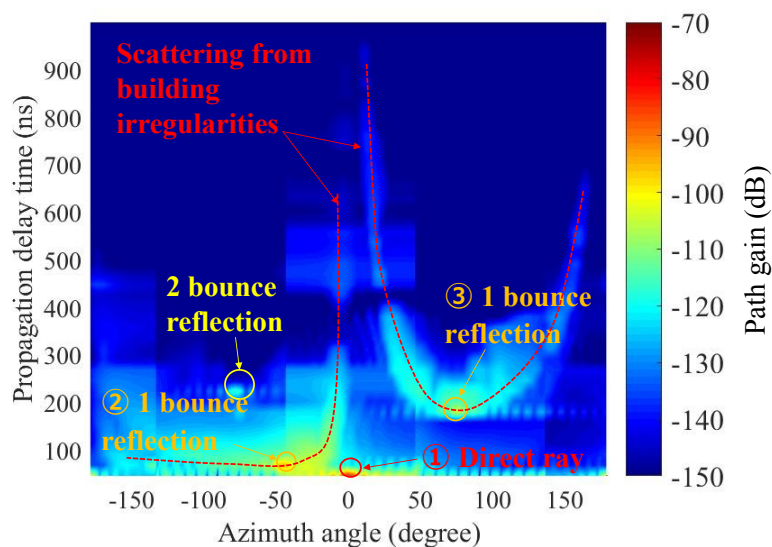 Scattering from
building
irregularities
2 bounce
reflection
③ 1 bounce
reflection
② 1 bounce
reflection
① Direct ray
Propagation delay time (ns)
900
800
700
600
500
400
300
200
100
-150
-100
-50
0
50
100
150
Azimuth angle (degree)
-70
-80
-90
-100
-110
-120
-130
-140
-150
Path gain (dB)